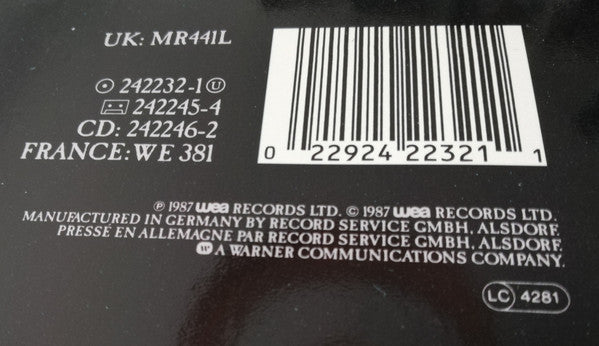 UK: MR441L
242232-1 U
242245-4
CD: 242246-2
FRANCE: WE 381
0 22924 22321 1
℗ 1987 wea RECORDS LTD. © 1987 wea RECORDS LTD.
MANUFACTURED IN GERMANY BY RECORD SERVICE GMBH, ALSDORF.
PRESSÉ EN ALLEMAGNE PAR RECORD SERVICE GMBH, ALSDORF.
W A WARNER COMMUNICATIONS COMPANY.
LC 4281